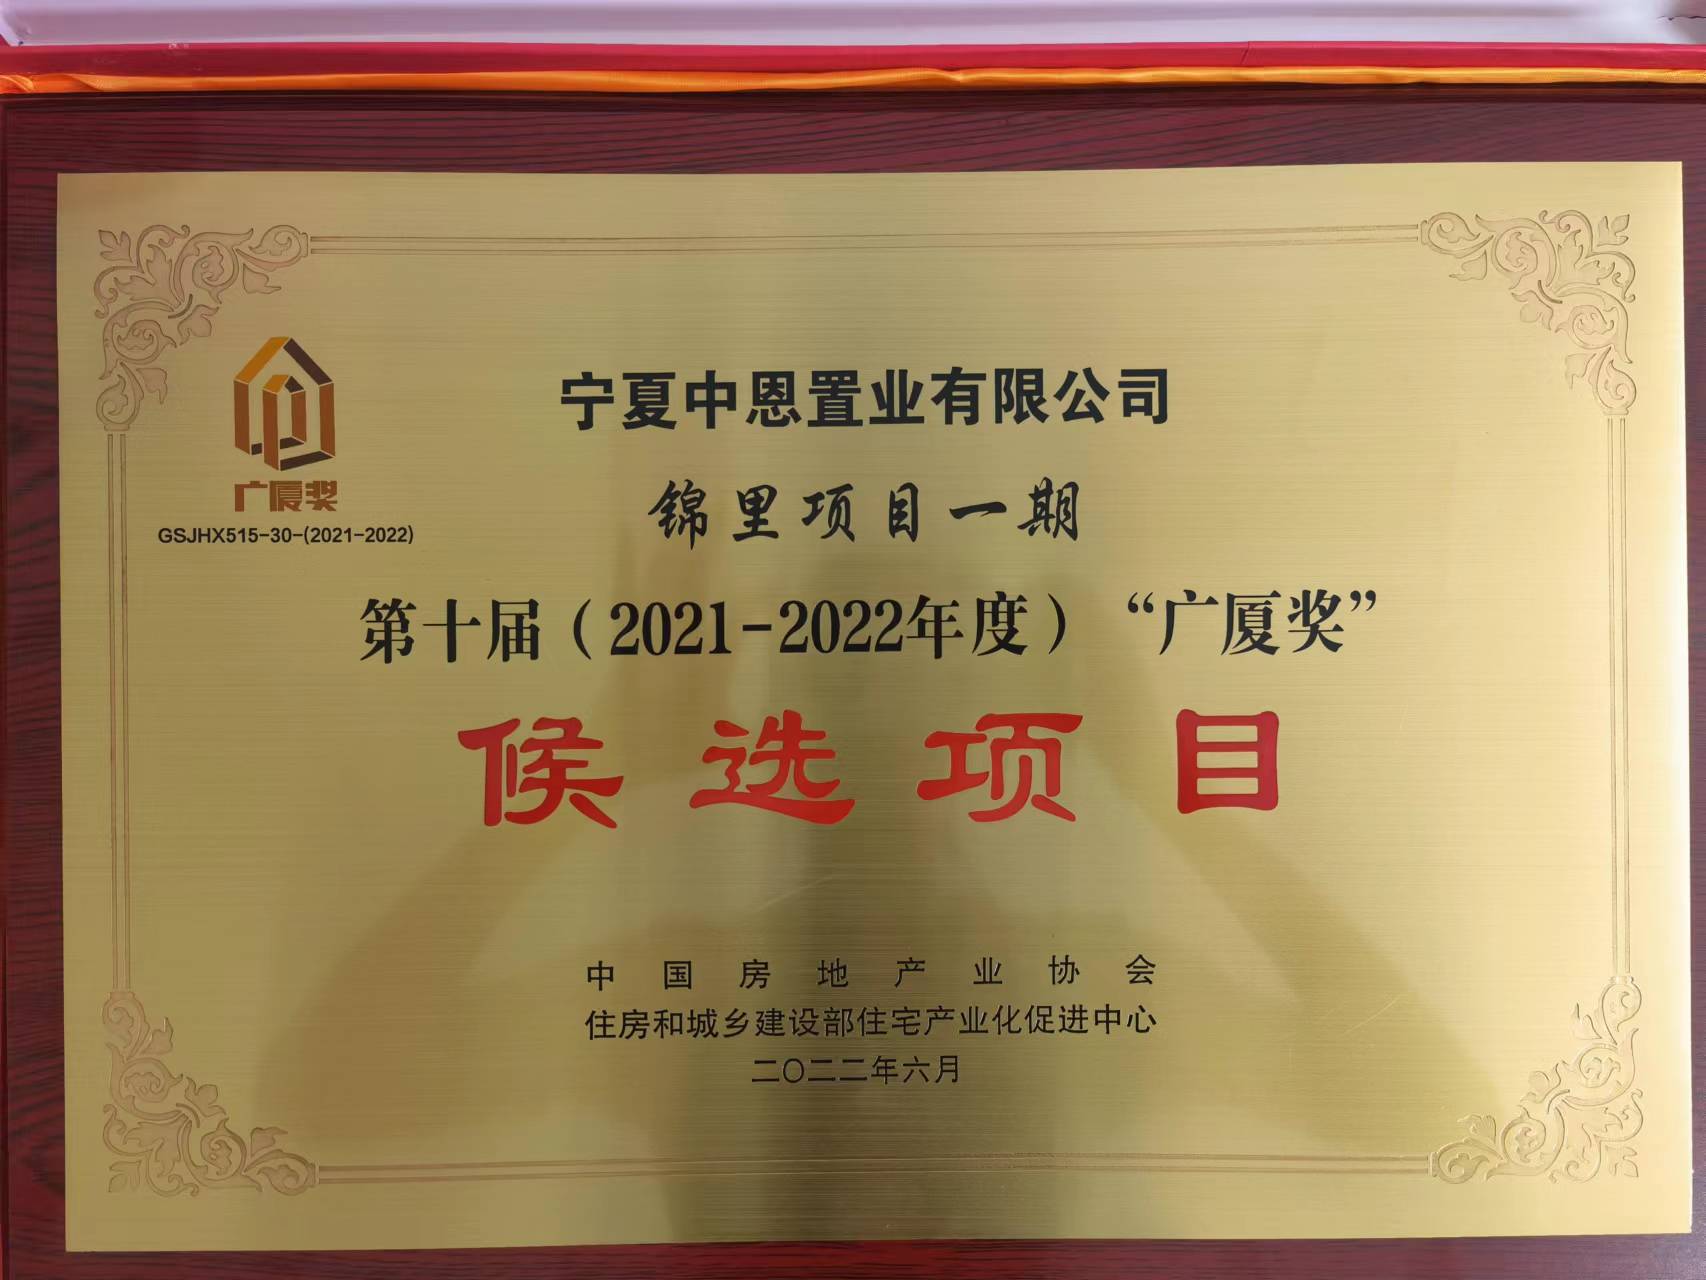 广厦奖
GSJHX515-30-(2021-2022)
宁夏中恩置业有限公司
锦里项目一期
第十届（2021-2022年度）“广厦奖”
候选项目
中国房地产业协会
住房和城乡建设部住宅产业化促进中心
二〇二二年六月